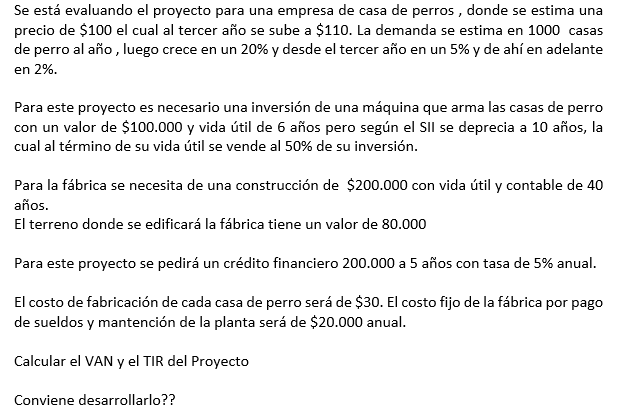 Se está evaluando el proyecto para una empresa de casa de perros , donde se estima una
precio de $100 el cual al tercer año se sube a $110. La demanda se estima en 1000 casas
de perro al año , luego crece en un 20% y desde el tercer año en un 5% y de ahí en adelante
en 2%.
Para este proyecto es necesario una inversión de una máquina que arma las casas de perro
con un valor de $100.000 y vida útil de 6 años pero según el SII se deprecia a 10 años, la
cual al término de su vida útil se vende al 50% de su inversión.
Para la fábrica se necesita de una construcción de $200.000 con vida útil y contable de 40
años.
El terreno donde se edificará la fábrica tiene un valor de 80.000
Para este proyecto se pedirá un crédito financiero 200.000 a 5 años con tasa de 5% anual.
El costo de fabricación de cada casa de perro será de $30. El costo fijo de la fábrica por pago
de sueldos y mantención de la planta será de $20.000 anual.
Calcular el VAN y el TIR del Proyecto
Conviene desarrollarlo??